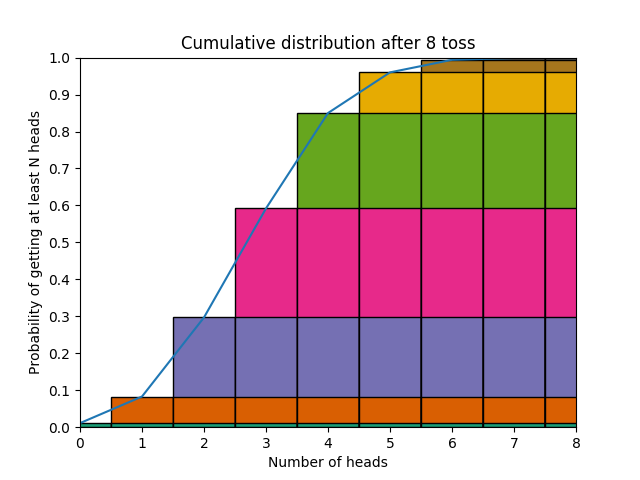 Cumulative distribution after 8 toss
Probability of getting at least N heads
1.0
0.9
0.8
0.7
0.6
0.5
0.4
0.3
0.2
0.1
0.0
0 1 2 3 4 5 6 7 8
Number of heads